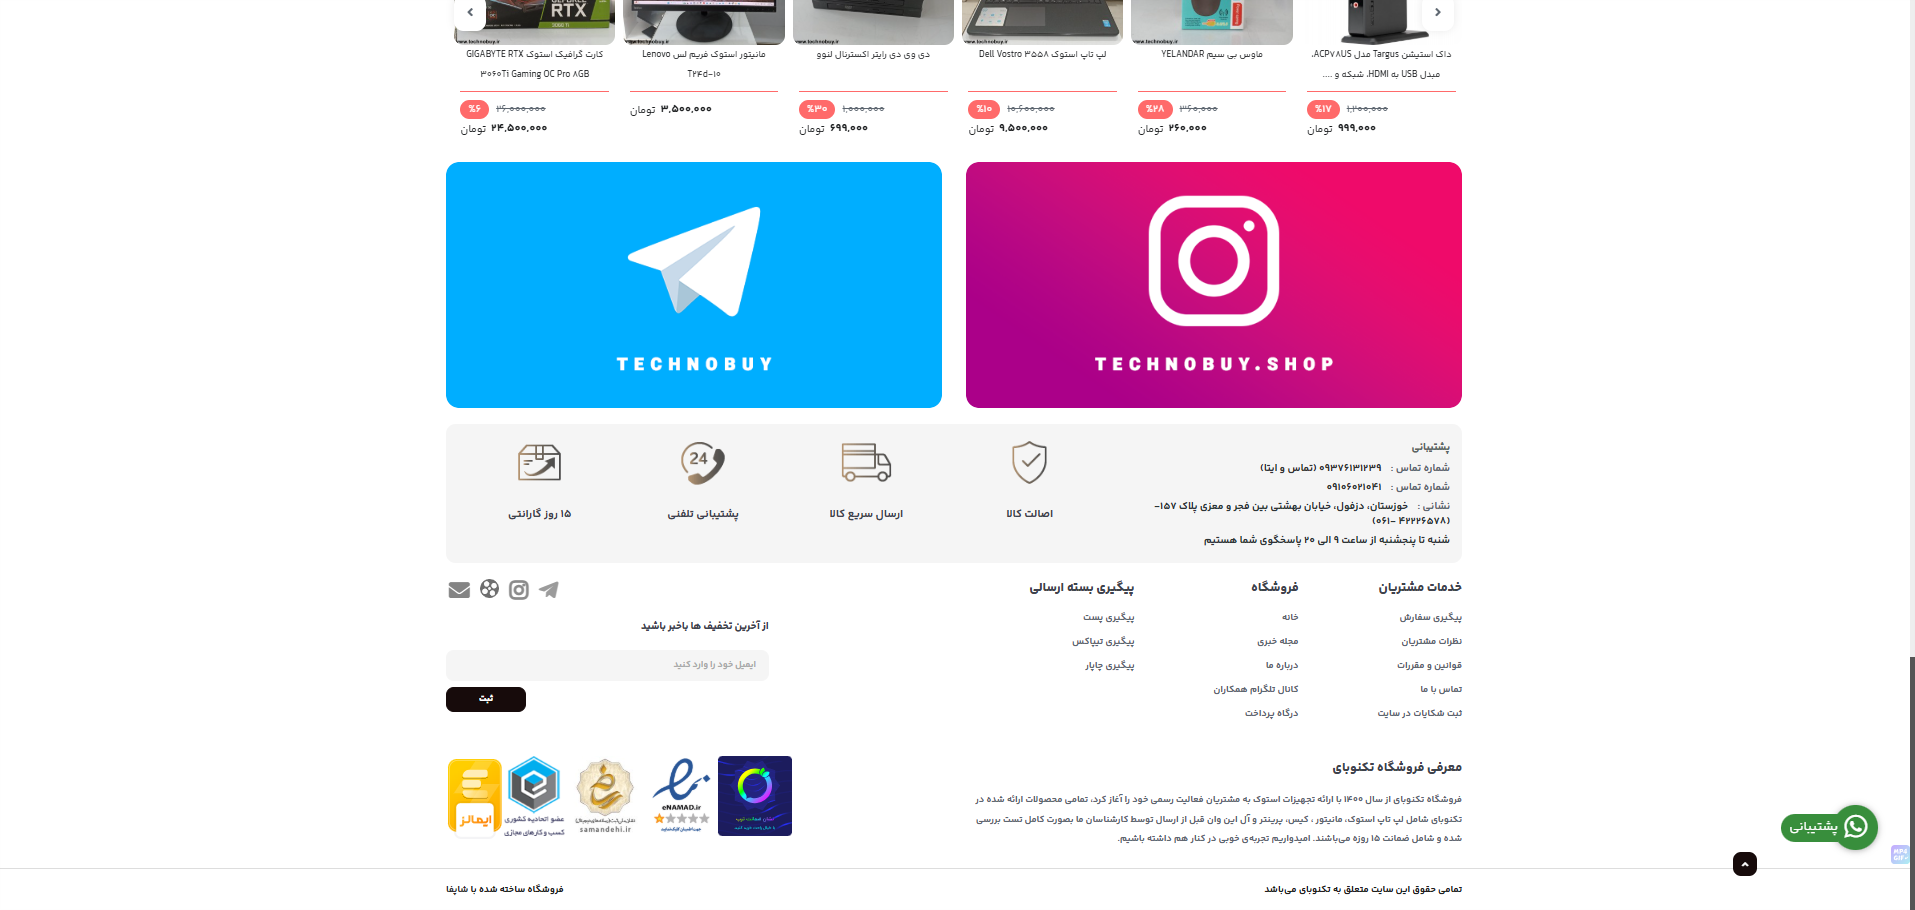 داک استیشن Targus مدل ACP78US،
مبدل USB به HDMI، شبکه و ....
%۱۷ ۱,۲۰۰,۰۰۰
۹۹۹,۰۰۰ تومان
ماوس بی سیم YELANDAR
%۲۸ ۳۶۰,۰۰۰
۲۶۰,۰۰۰ تومان
لپ تاپ استوک Dell Vostro ۳۵۵۸
%۱۰ ۱۰,۶۰۰,۰۰۰
۹,۵۰۰,۰۰۰ تومان
دی وی دی رایتر اکسترنال لنوو
%۳۰ ۱,۰۰۰,۰۰۰
۶۹۹,۰۰۰ تومان
مانیتور استوک فریم لس Lenovo
T۲۴d-۱۰
۳,۵۰۰,۰۰۰ تومان
کارت گرافیک استوک GIGABYTE RTX
۳۰۶۰Ti Gaming OC Pro ۸GB
%۶ ۲۶,۰۰۰,۰۰۰
۲۴,۵۰۰,۰۰۰ تومان
TECHNOBUY.SHOP
TECHNOBUY
پشتیبانی
شماره تماس : ۰۹۳۷۶۱۳۱۲۳۹ (تماس و ایتا)
شماره تماس : ۰۹۱۰۶۰۲۱۰۴۱
نشانی : خوزستان، دزفول، خیابان بهشتی بین فجر و معزی پلاک ۱۵۷-
(۰۶۱- ۴۲۲۲۶۵۷۸)
شنبه تا پنجشنبه از ساعت ۹ الی ۲۰ پاسخگوی شما هستیم
اصالت کالا
ارسال سریع کالا
24
پشتیبانی تلفنی
۱۵ روز گارانتی
خدمات مشتریان
پیگیری سفارش
نظرات مشتریان
قوانین و مقررات
تماس با ما
ثبت شکایات در سایت
فروشگاه
خانه
مجله خبری
درباره ما
کانال تلگرام همکاران
درگاه پرداخت
پیگیری بسته ارسالی
پیگیری پست
پیگیری تیپاکس
پیگیری چاپار
از آخرین تخفیف ها باخبر باشید
ایمیل خود را وارد کنید
ثبت
معرفی فروشگاه تکنوبای
فروشگاه تکنوبای از سال ۱۴۰۰ با ارائه تجهیزات استوک به مشتریان فعالیت رسمی خود را آغاز کرد، تمامی محصولات ارائه شده در
تکنوبای شامل لپ تاپ استوک، مانیتور ، کیس، پرینتر و آل این وان قبل از ارسال توسط کارشناسان ما بصورت کامل تست بررسی
شده و شامل ضمانت ۱۵ روزه می‌باشند. امیدواریم تجربه‌ی خوبی در کنار هم داشته باشیم.
eNAMAD.ir
samandehi.ir
عضو اتحادیه کشوری
کسب و کارهای مجازی
ایمالز
پشتیبانی
تمامی حقوق این سایت متعلق به تکنوبای می‌باشد
فروشگاه ساخته شده با شاپفا